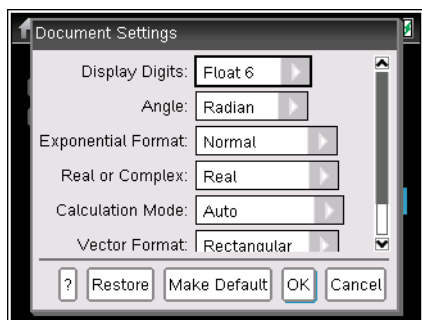 Document Settings
Display Digits: Float 6
Angle: Radian
Exponential Format: Normal
Real or Complex: Real
Calculation Mode: Auto
Vector Format: Rectangular
? Restore Make Default OK Cancel